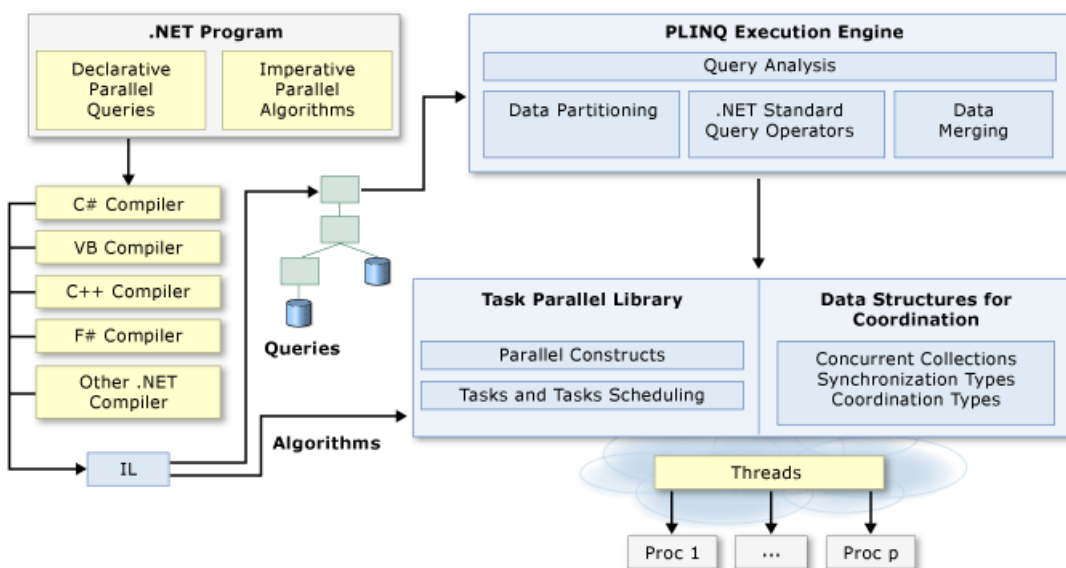 .NET Program
Declarative
Parallel
Queries
Imperative
Parallel
Algorithms
C# Compiler
VB Compiler
C++ Compiler
F# Compiler
Other .NET
Compiler
IL
Queries
Algorithms
PLINQ Execution Engine
Query Analysis
Data Partitioning
.NET Standard
Query Operators
Data
Merging
Task Parallel Library
Parallel Constructs
Tasks and Tasks Scheduling
Data Structures for
Coordination
Concurrent Collections
Synchronization Types
Coordination Types
Threads
Proc 1
...
Proc p